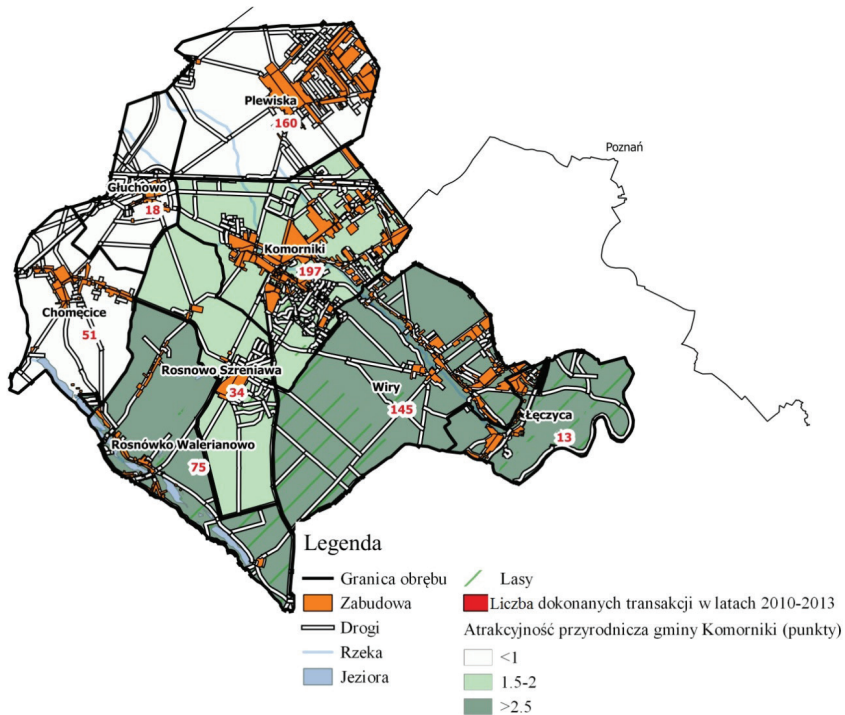 Plewiska
160
Poznań
Głuchowo
18
Komorniki
197
Chomęcice
51
Rosnowo Szreniawa
34
Wiry
145
Łęczyca
13
Rosnówko Walerianowo
75
Legenda
Granica obrębu
Zabudowa
Drogi
Rzeka
Jeziora
Lasy
Liczba dokonanych transakcji w latach 2010-2013
Atrakcyjność przyrodnicza gminy Komorniki (punkty)
<1
1.5-2
>2.5